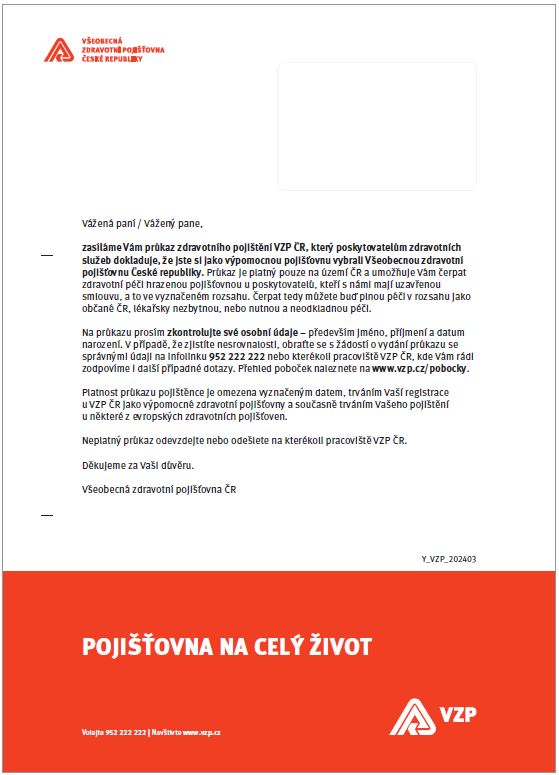 VŠEOBECNÁ
ZDRAVOTNÍ POJIŠŤOVNA
ČESKÉ REPUBLIKY
Vážená paní / Vážený pane,
zasíláme Vám průkaz zdravotního pojištění VZP ČR, který poskytovatelům zdravotních
služeb dokladuje, že jste si jako výpomocnou pojišťovnu vybrali Všeobecnou zdravotní
pojišťovnu České republiky. Průkaz je platný pouze na území ČR a umožňuje Vám čerpat
zdravotní péči hrazenou pojišťovnou u poskytovatelů, kteří s námi mají uzavřenou
smlouvu, a to ve vyznačeném rozsahu. Čerpat tedy můžete buď plnou péči v rozsahu jako
občané ČR, lékařsky nezbytnou, nebo nutnou a neodkladnou péči.
Na průkazu prosím zkontrolujte své osobní údaje – především jméno, příjmení a datum
narození. V případě, že zjistíte nesrovnalosti, obraťte se s žádostí o vydání průkazu se
správnými údaji na infolinku 952 222 222 nebo kterékoli pracoviště VZP ČR, kde Vám rádi
zodpovíme i další případné dotazy. Přehled poboček naleznete na www.vzp.cz/pobocky.
Platnost průkazu pojištěnce je omezena vyznačeným datem, trváním Vaší registrace
u VZP ČR jako výpomocné zdravotní pojišťovny a současně trváním Vašeho pojištění
u některé z evropských zdravotních pojišťoven.
Neplatný průkaz odevzdejte nebo odešlete na kterékoli pracoviště VZP ČR.
Děkujeme za Vaši důvěru.
Všeobecná zdravotní pojišťovna ČR
Y_VZP_202403
POJIŠŤOVNA NA CELÝ ŽIVOT
VZP
Volejte 952 222 222 | Navštivte www.vzp.cz